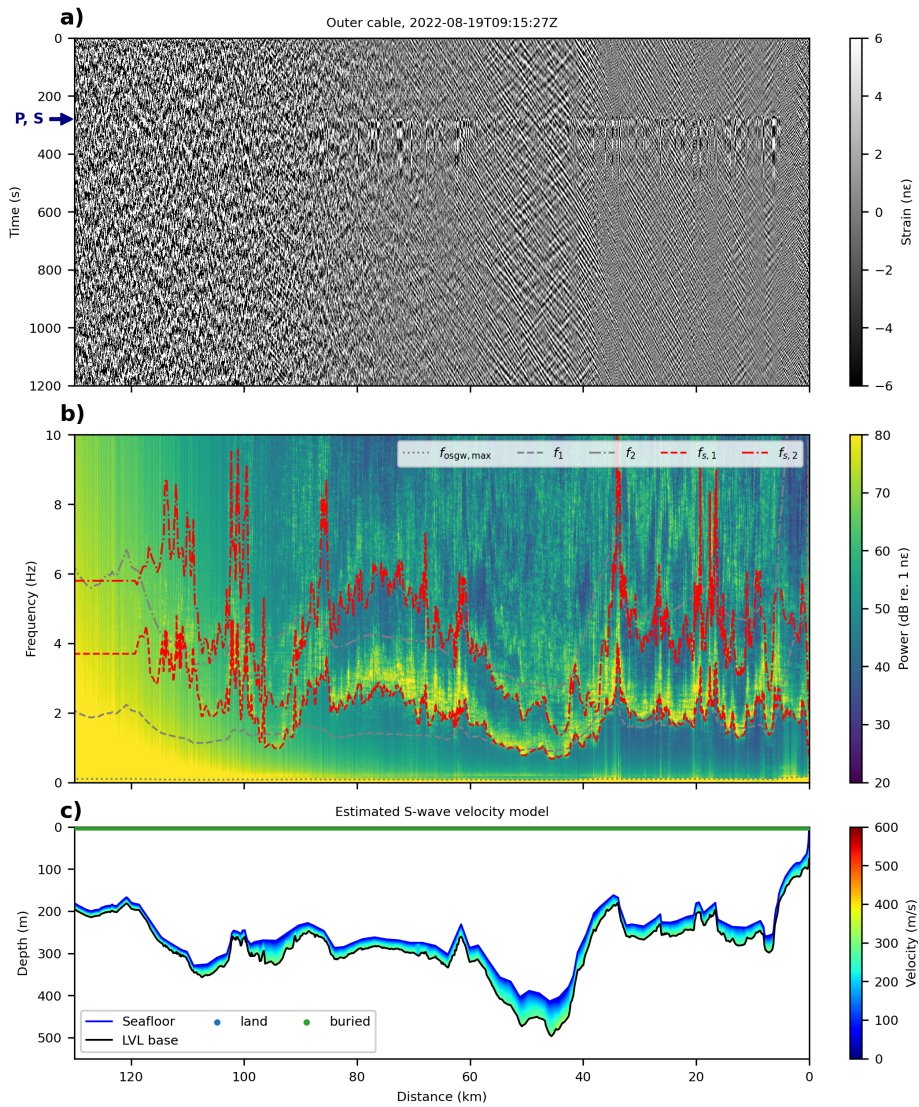 a)
Outer cable, 2022-08-19T09:15:27Z
P, S
0
200
400
600
800
1000
1200
Time (s)
6
4
2
0
−2
−4
−6
Strain (nε)
b)
10
8
6
4
2
0
Frequency (Hz)
f_osgw, max f_1 f_2 f_s, 1 f_s, 2
80
70
60
50
40
30
20
Power (dB re. 1 nε)
c)
Estimated S-wave velocity model
0
100
200
300
400
500
Depth (m)
Seafloor land buried
LVL base
120 100 80 60 40 20 0
Distance (km)
600
500
400
300
200
100
0
Velocity (m/s)